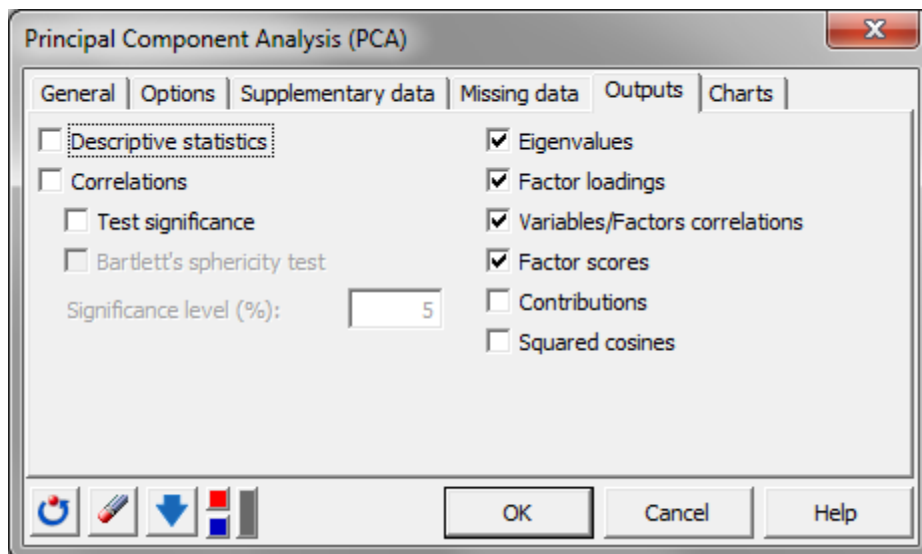 Principal Component Analysis (PCA)
X
General Options Supplementary data Missing data Outputs Charts
Descriptive statistics
Correlations
Test significance
Bartlett's sphericity test
Significance level (%): 5
Eigenvalues
Factor loadings
Variables/Factors correlations
Factor scores
Contributions
Squared cosines
OK Cancel Help